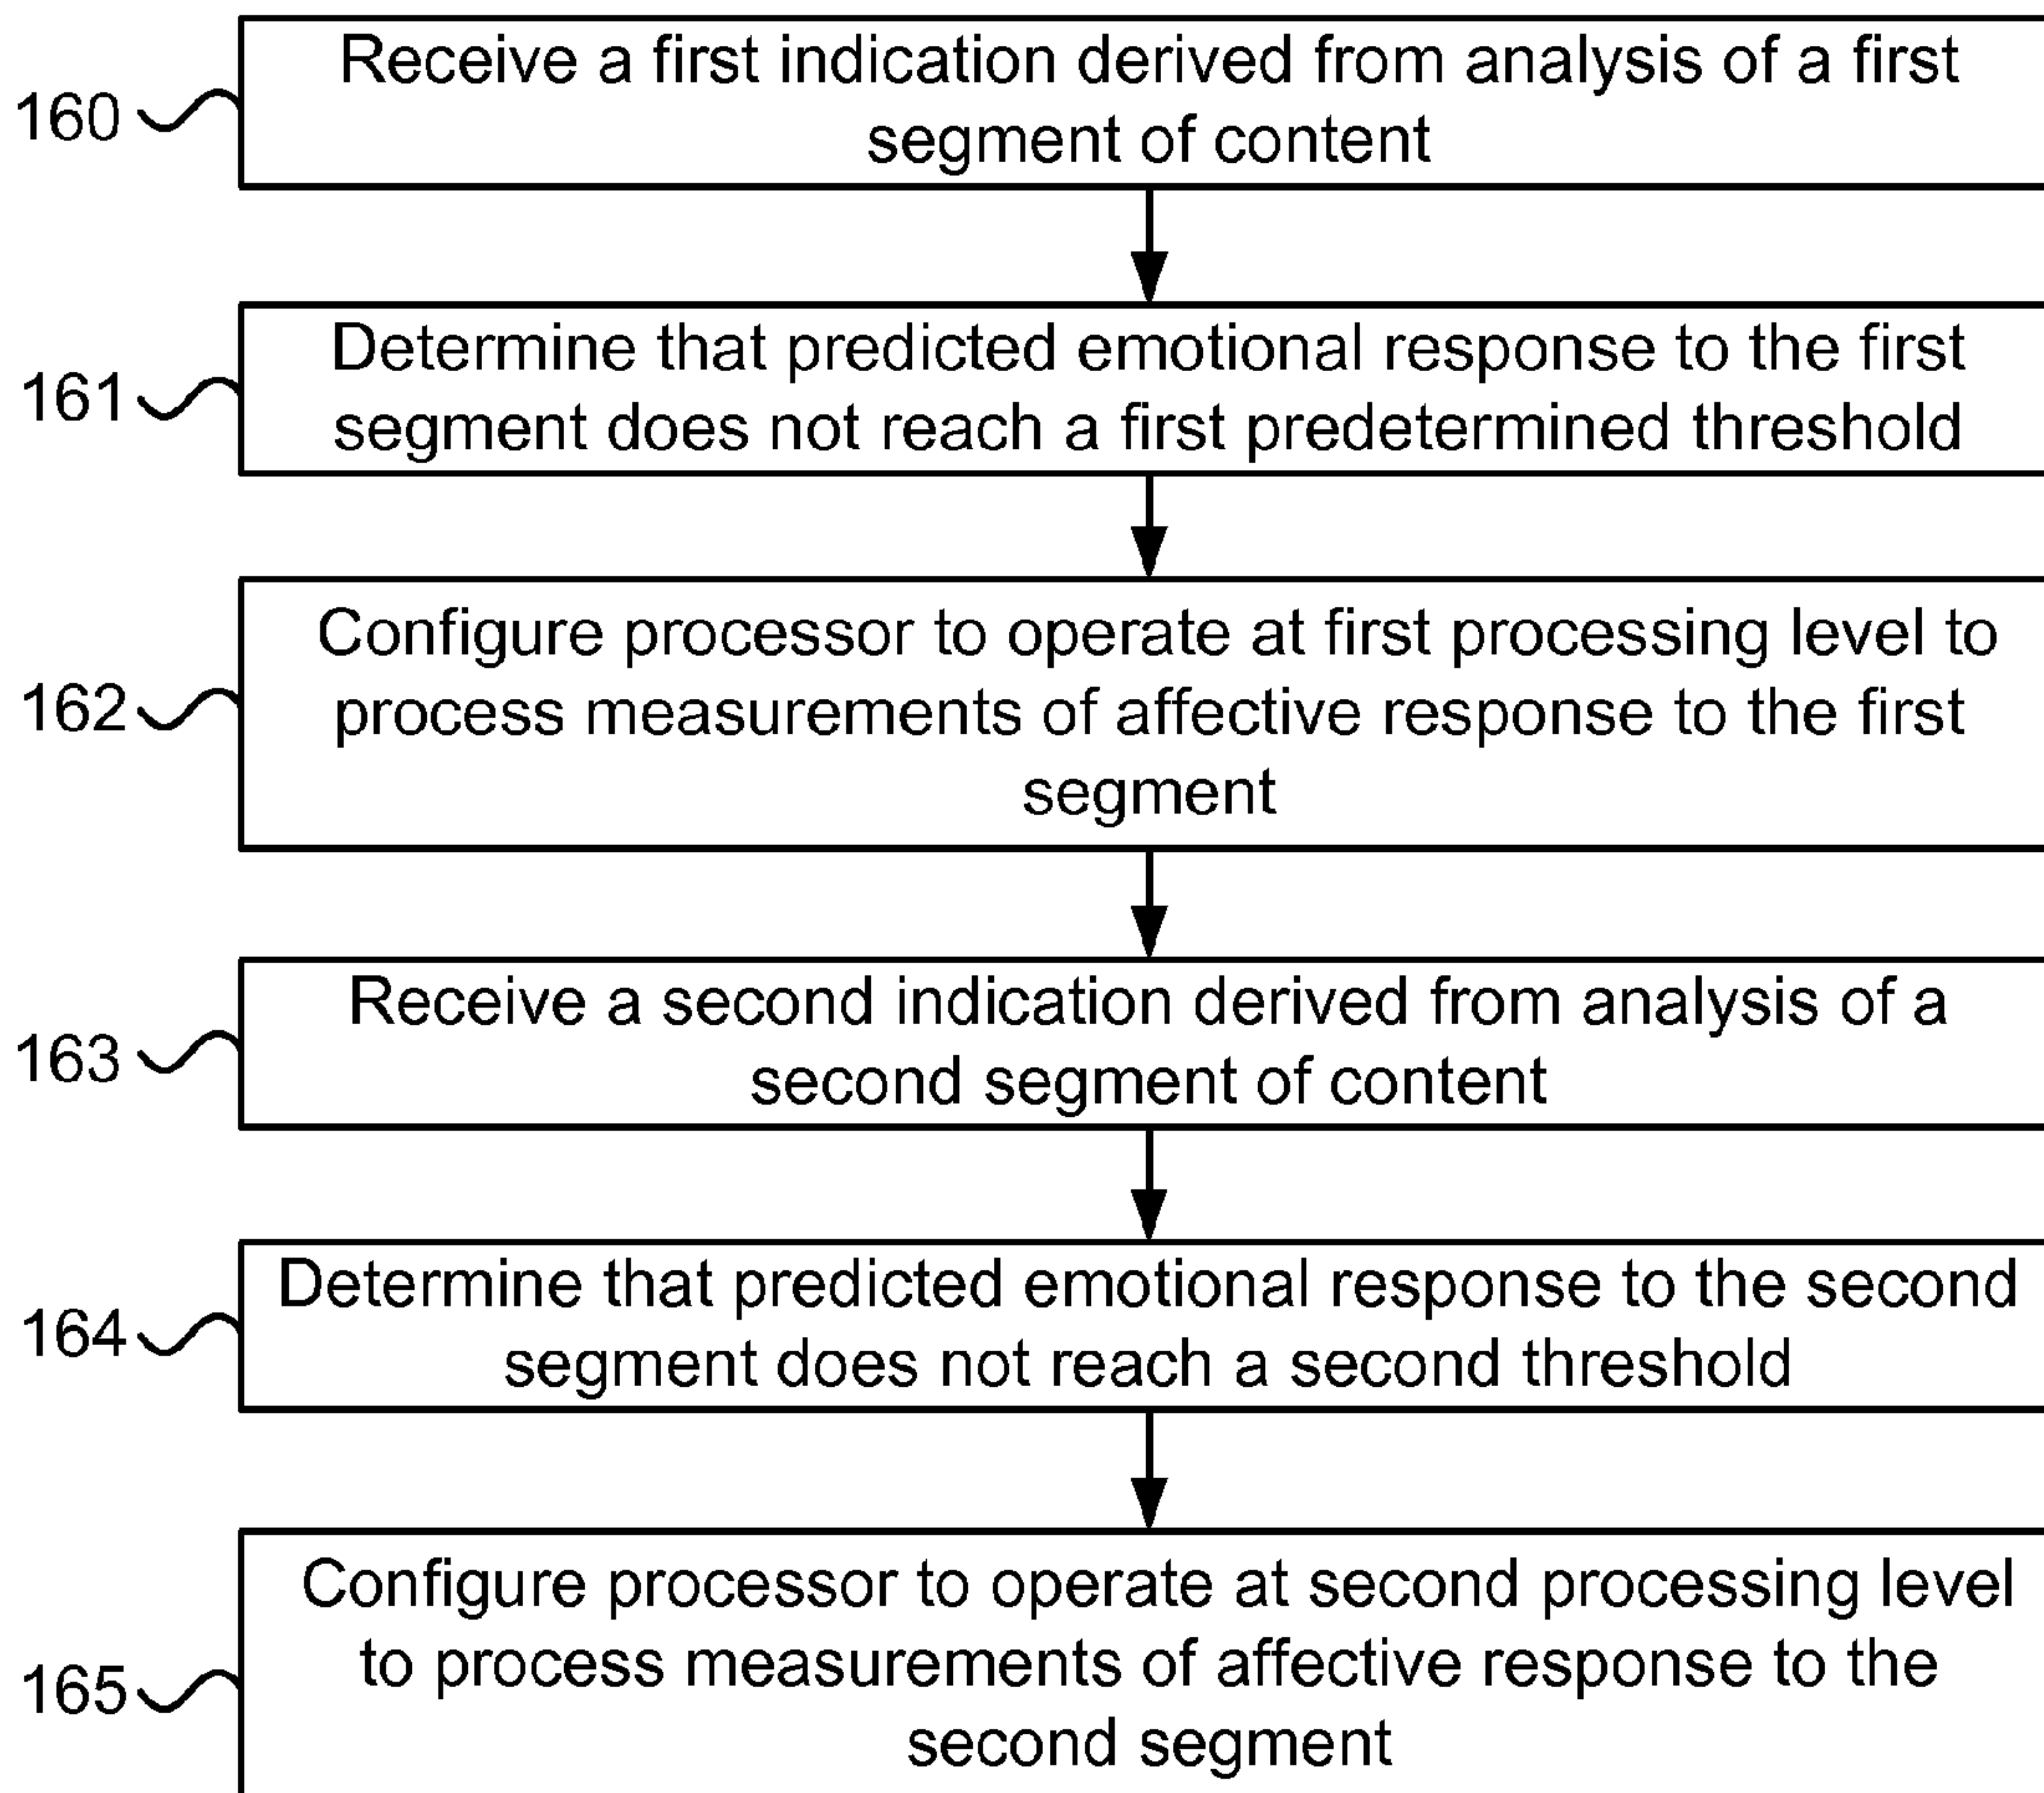 Receive a first indication derived from analysis of a first
segment of content
160
Determine that predicted emotional response to the first
segment does not reach a first predetermined threshold
161
Configure processor to operate at first processing level to
process measurements of affective response to the first
segment
162
Receive a second indication derived from analysis of a
second segment of content
163
Determine that predicted emotional response to the second
segment does not reach a second threshold
164
Configure processor to operate at second processing level
to process measurements of affective response to the
second segment
165